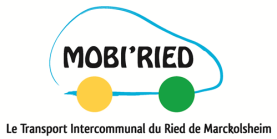 MOBI'RIED
Le Transport Intercommunal du Ried de Marckolsheim